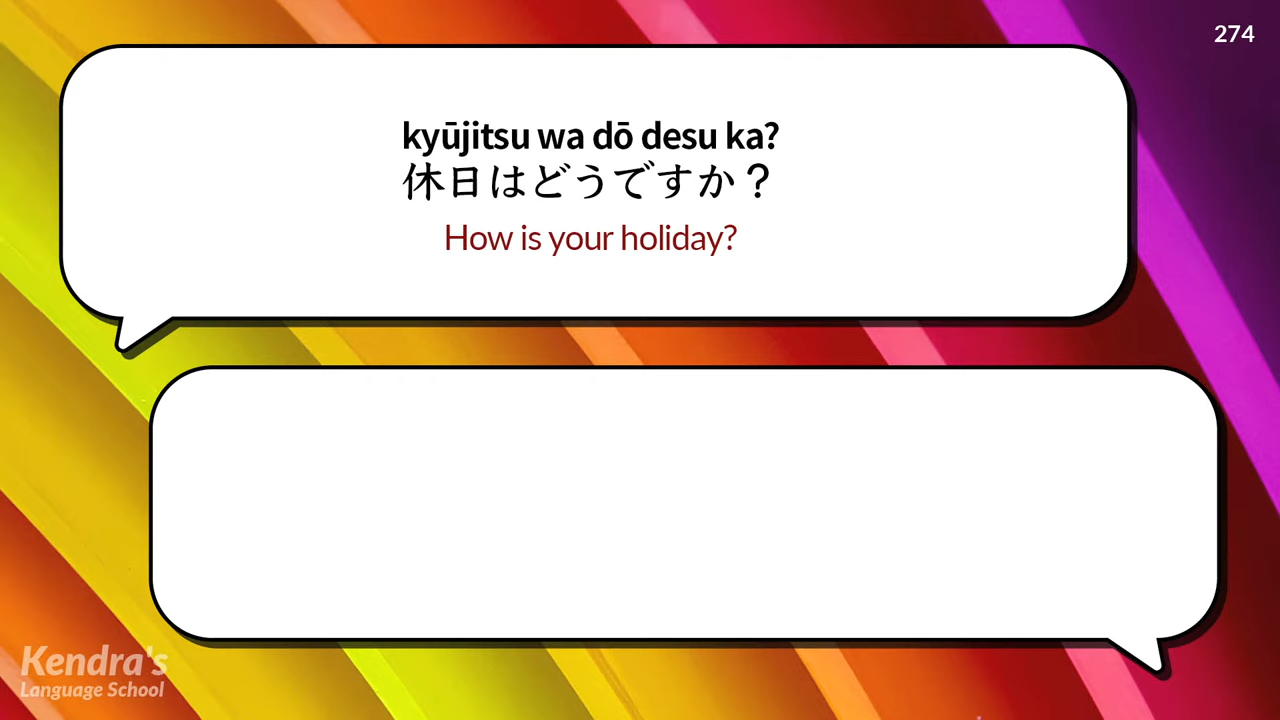 274
kyūjitsu wa dō desu ka?
休日はどうですか？
How is your holiday?
Kendra's
Language School